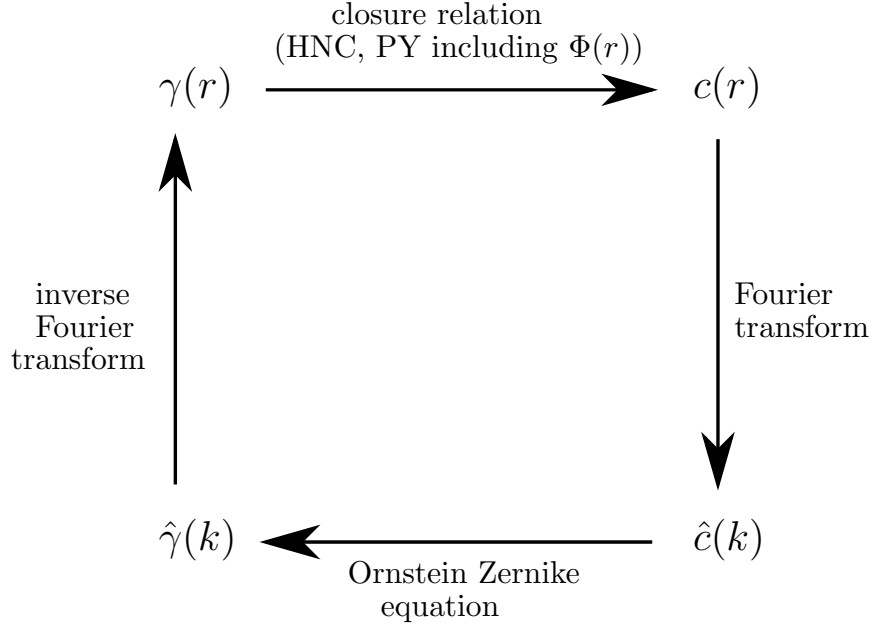 closure relation
(HNC, PY including Φ(r))
γ(r)
c(r)
inverse
Fourier
transform
Fourier
transform
γ̂(k)
ĉ(k)
Ornstein Zernike
equation